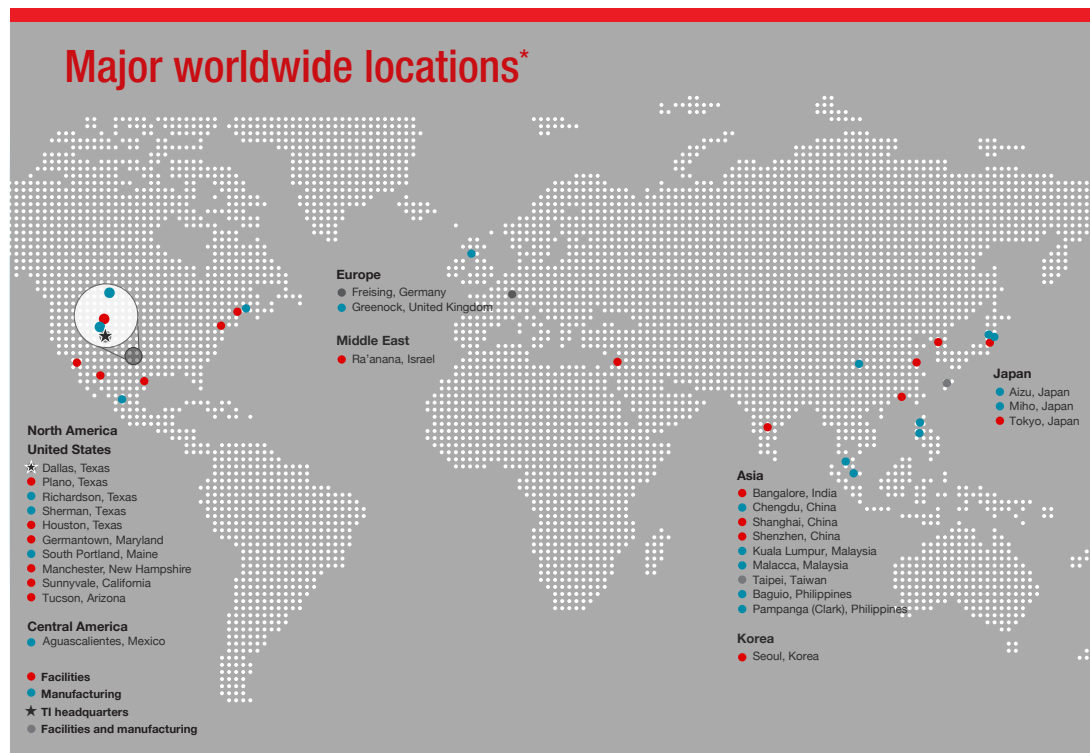 Major worldwide locations*
Europe
Freising, Germany
Greenock, United Kingdom
Middle East
Ra'anana, Israel
Japan
Aizu, Japan
Miho, Japan
Tokyo, Japan
North America
United States
Dallas, Texas
Plano, Texas
Richardson, Texas
Sherman, Texas
Houston, Texas
Germantown, Maryland
South Portland, Maine
Manchester, New Hampshire
Sunnyvale, California
Tucson, Arizona
Central America
Aguascalientes, Mexico
Asia
Bangalore, India
Chengdu, China
Shanghai, China
Shenzhen, China
Kuala Lumpur, Malaysia
Malacca, Malaysia
Taipei, Taiwan
Baguio, Philippines
Pampanga (Clark), Philippines
Korea
Seoul, Korea
Facilities
Manufacturing
TI headquarters
Facilities and manufacturing